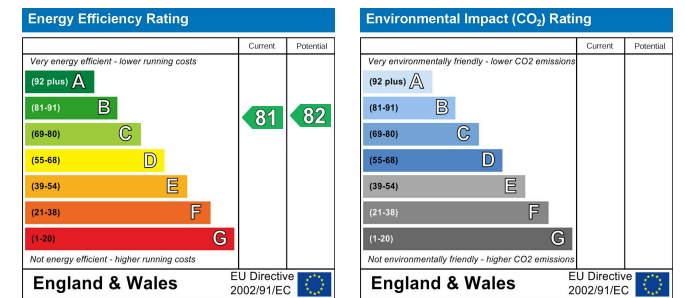 Energy Efficiency Rating
Current Potential
Very energy efficient - lower running costs
(92 plus) A
(81-91) B
81 82
(69-80) C
(55-68) D
(39-54) E
(21-38) F
(1-20) G
Not energy efficient - higher running costs
England & Wales
EU Directive
2002/91/EC
Environmental Impact (CO2) Rating
Current Potential
Very environmentally friendly - lower CO2 emissions
(92 plus) A
(81-91) B
(69-80) C
(55-68) D
(39-54) E
(21-38) F
(1-20) G
Not environmentally friendly - higher CO2 emissions
England & Wales
EU Directive
2002/91/EC